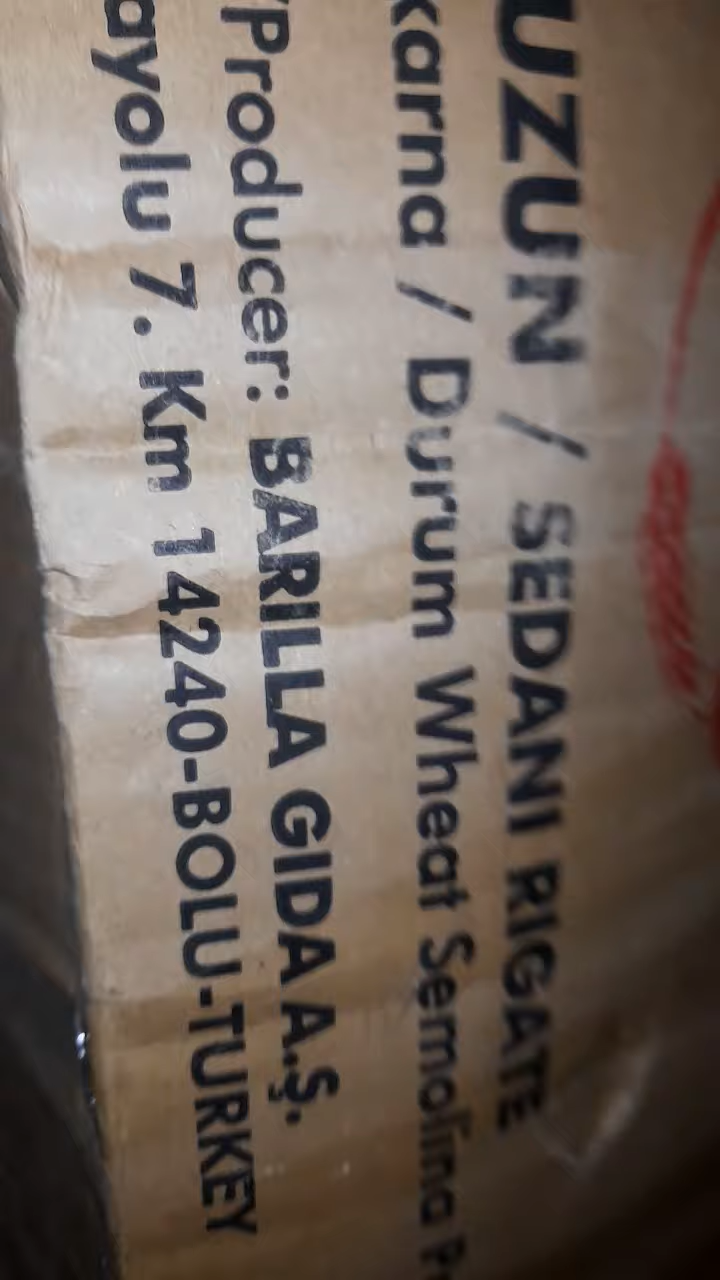 UZUN / SEDANI RIGATE
karna / Durum Wheat Semolina P
/Producer: BARILLA GIDA A.Ş.
ayolu 7. Km 14240-BOLU-TURKEY